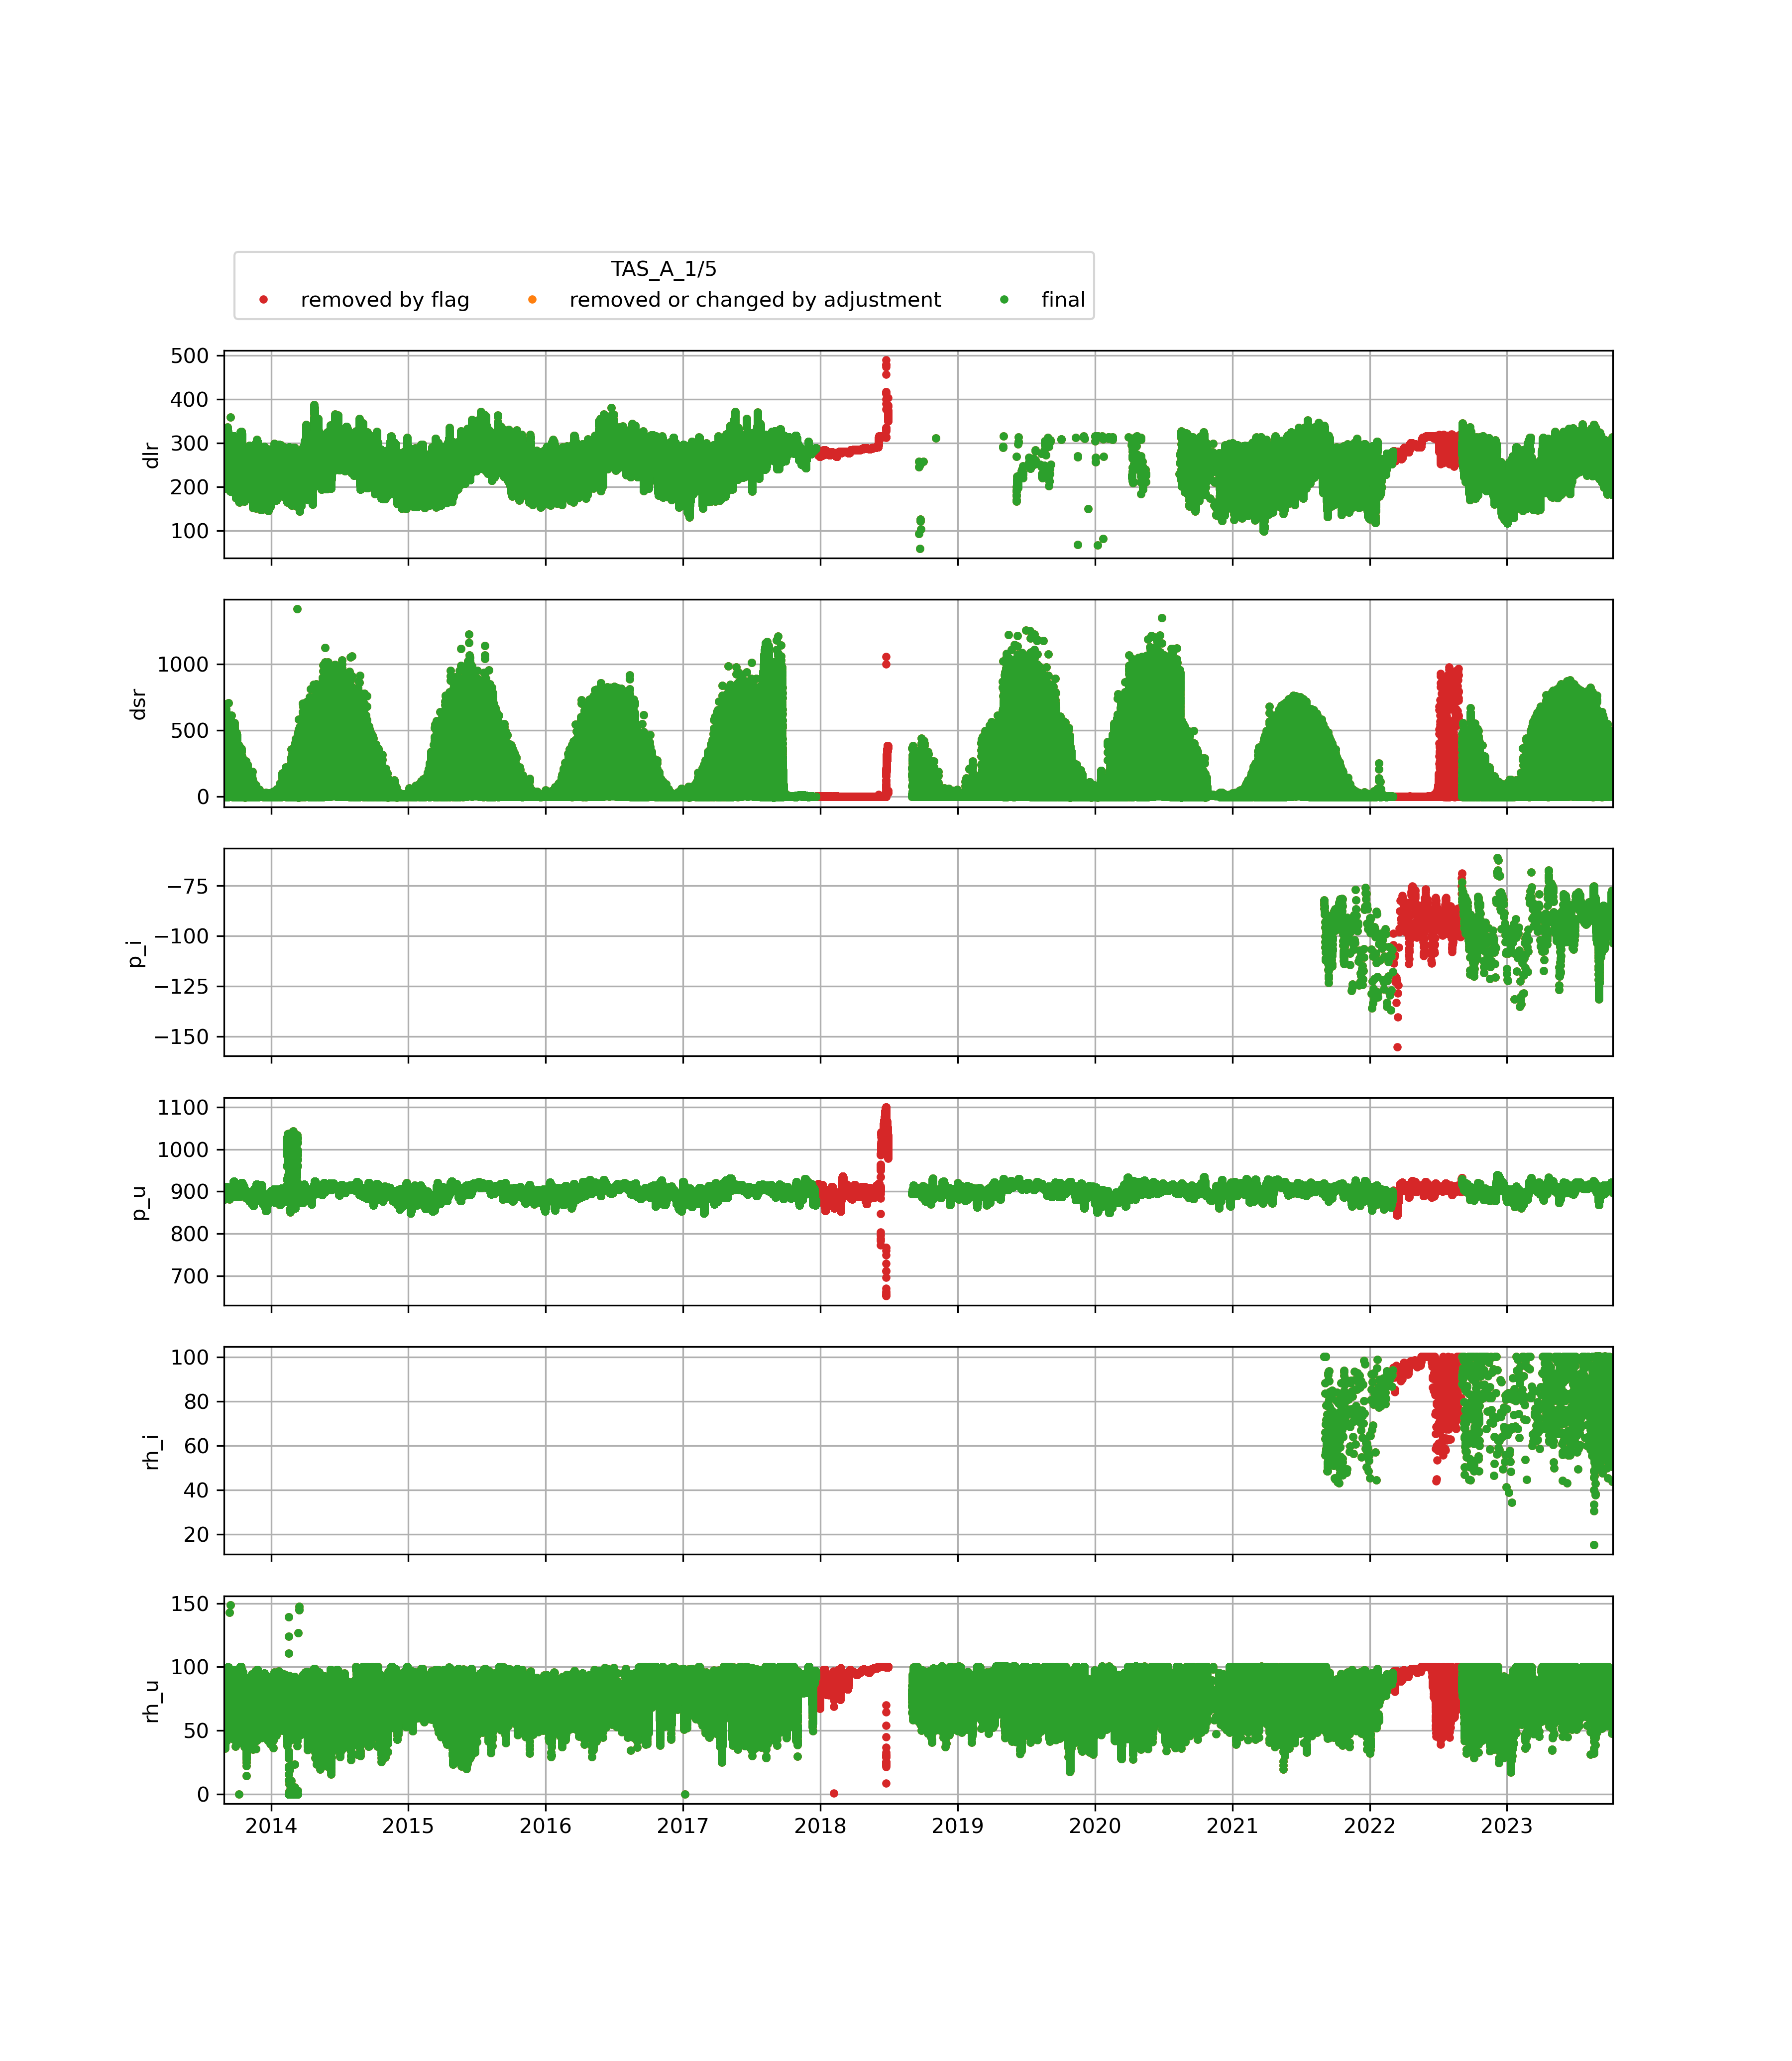 TAS_A_1/5
removed by flag removed or changed by adjustment final
500
400
300
200
100
dlr
1000
500
0
dsr
−75
−100
−125
−150
p_i
1100
1000
900
800
700
p_u
100
80
60
40
20
rh_i
150
100
50
0
rh_u
2014 2015 2016 2017 2018 2019 2020 2021 2022 2023